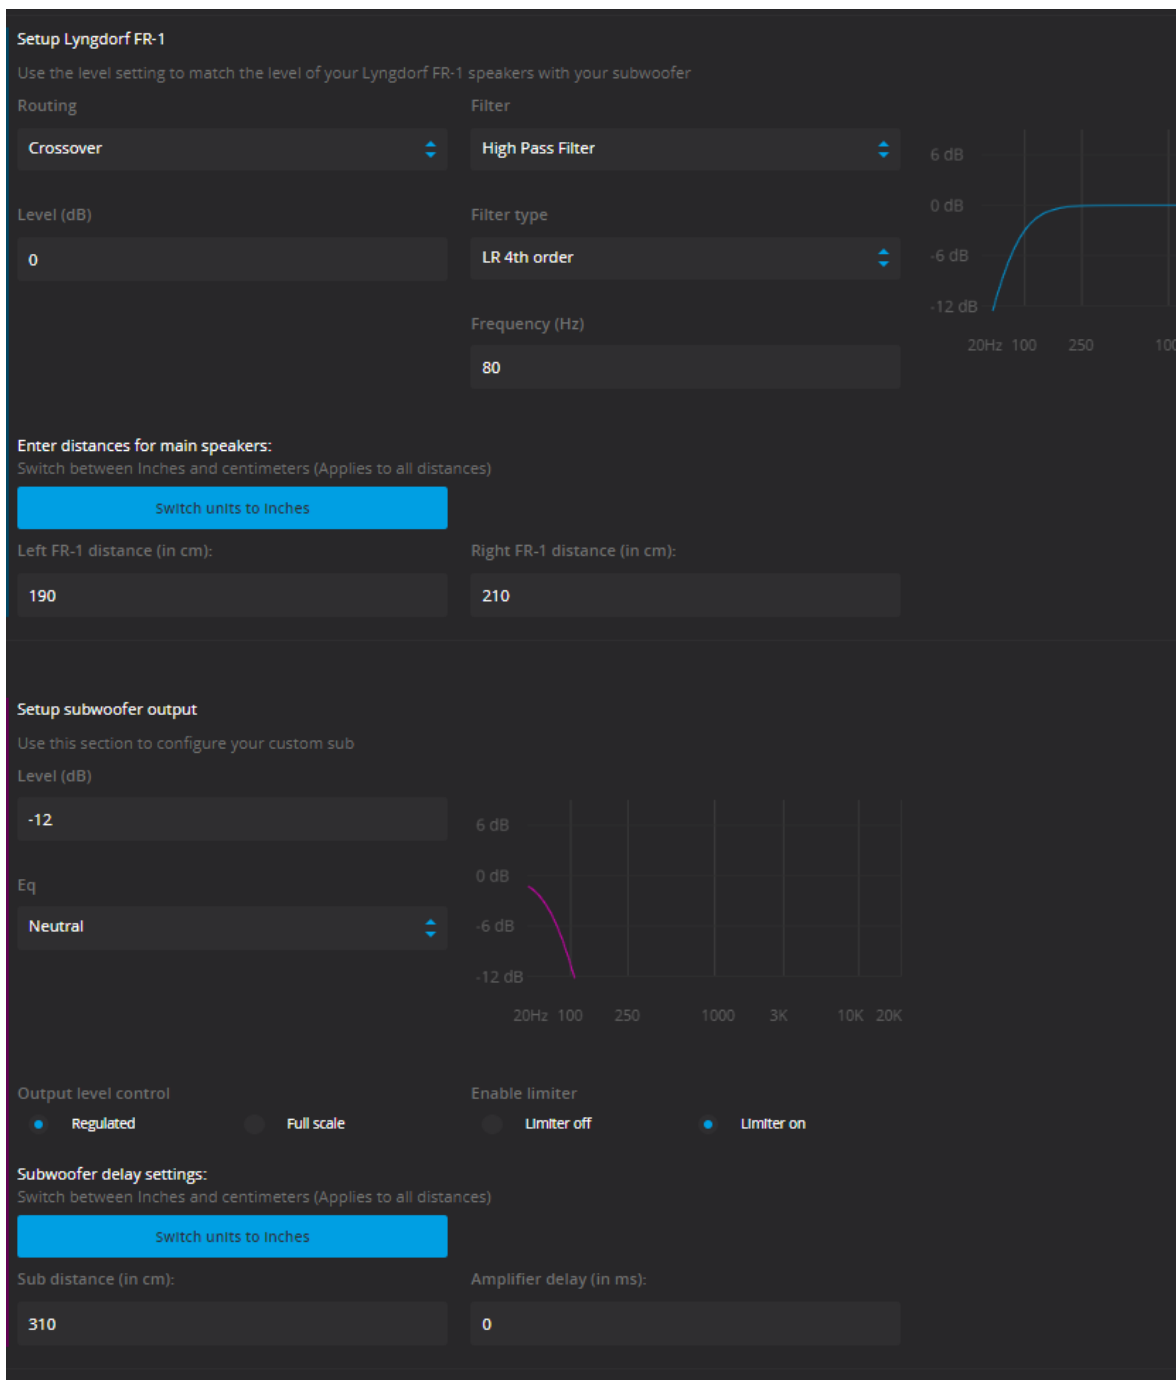 Setup Lyngdorf FR-1
Use the level setting to match the level of your Lyngdorf FR-1 speakers with your subwoofer
Routing
Filter
Crossover
High Pass Filter
Level (dB)
Filter type
0
LR 4th order
Frequency (Hz)
80
6 dB
0 dB
-6 dB
-12 dB
20Hz 100 250
Enter distances for main speakers:
Switch between Inches and centimeters (Applies to all distances)
Switch units to inches
Left FR-1 distance (in cm):
Right FR-1 distance (in cm):
190
210
Setup subwoofer output
Use this section to configure your custom sub
Level (dB)
-12
Eq
Neutral
6 dB
0 dB
-6 dB
-12 dB
20Hz 100 250 1000 3K 10K 20K
Output level control
Enable limiter
Regulated
Full scale
Limiter off
Limiter on
Subwoofer delay settings:
Switch between Inches and centimeters (Applies to all distances)
Switch units to inches
Sub distance (in cm):
Amplifier delay (in ms):
310
0